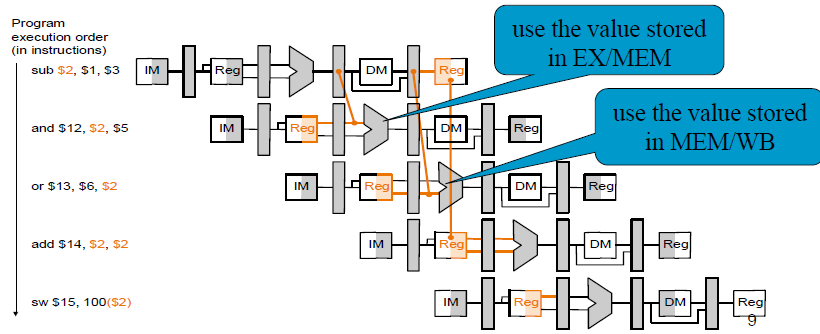 Program
execution order
(in instructions)
use the value stored
in EX/MEM
sub $2, $1, $3
IM Reg DM Reg
use the value stored
in MEM/WB
and $12, $2, $5
IM Reg DM Reg
or $13, $6, $2
IM Reg DM Reg
add $14, $2, $2
IM Reg DM Reg
sw $15, 100($2)
IM Reg DM Reg
9